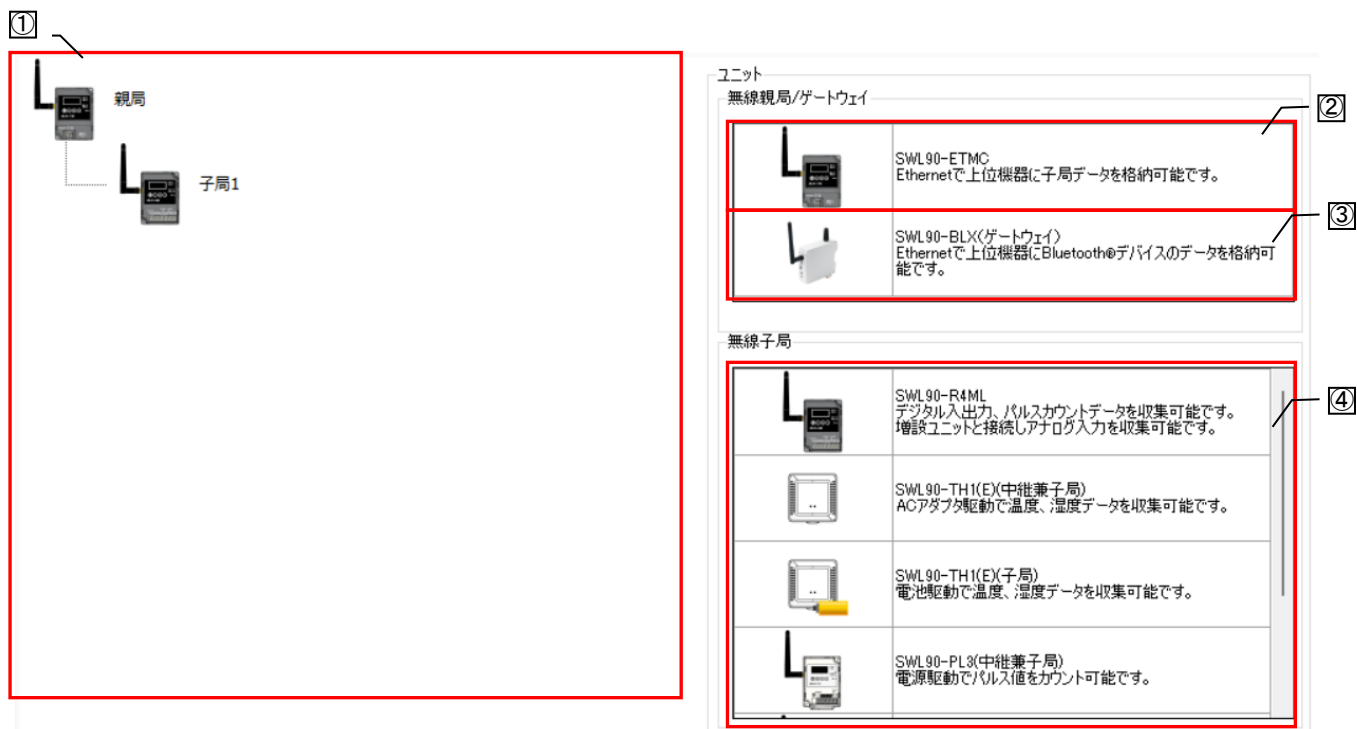 ①
親局
子局1
ユニット
無線親局/ゲートウェイ
②
SWL90-ETMC
Ethernetで上位機器に子局データを格納可能です。
③
SWL90-BLX(ゲートウェイ)
Ethernetで上位機器にBluetooth®デバイスのデータを格納可
能です。
無線子局
④
SWL90-R4ML
デジタル入出力、パルスカウントデータを収集可能です。
増設ユニットと接続しアナログ入力を収集可能です。
SWL90-TH1(E)(中継兼子局)
ACアダプタ駆動で温度、湿度データを収集可能です。
SWL90-TH1(E)(子局)
電池駆動で温度、湿度データを収集可能です。
SWL90-PL3(中継兼子局)
電源駆動でパルス値をカウント可能です。